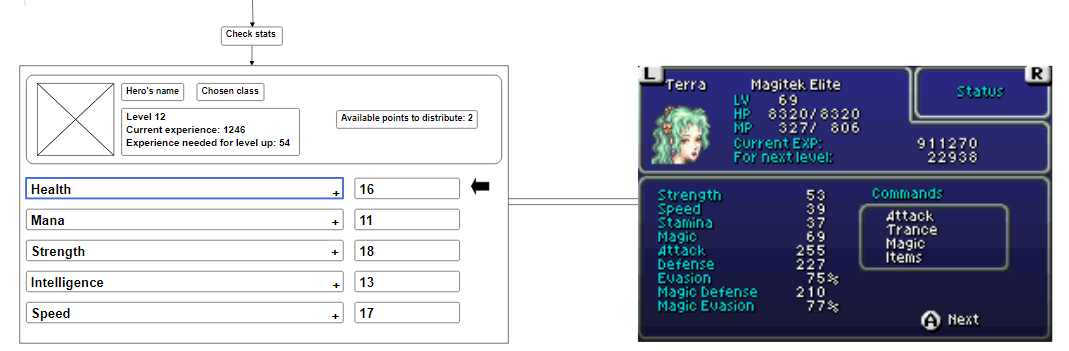 Check stats
Hero's name
Chosen class
Level 12
Current experience: 1246
Experience needed for level up: 54
Available points to distribute: 2
Health + 16
Mana + 11
Strength + 18
Intelligence + 13
Speed + 17
L
R
Terra Magitek Elite
Status
LV 69
HP 8320/8320
MP 327/ 806
Current EXP: 911270
For next level: 22938
Strength 53
Speed 39
Stamina 37
Magic 69
Attack 255
Defense 227
Evasion 75%
Magic Defense 210
Magic Evasion 77%
Commands
Attack
Trance
Magic
Items
A Next